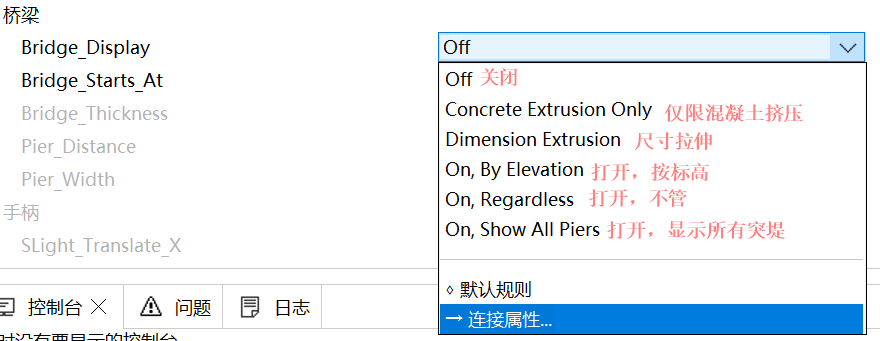 桥梁
Bridge_Display
Off
Bridge_Starts_At
Off 关闭
Bridge_Thickness
Concrete Extrusion Only 仅限混凝土挤压
Pier_Distance
Dimension Extrusion 尺寸拉伸
Pier_Width
On, By Elevation 打开，按标高
手柄
On, Regardless 打开，不管
SLight_Translate_X
On, Show All Piers 打开，显示所有突堤
◊ 默认规则
控制台
问题
日志
→ 连接属性...